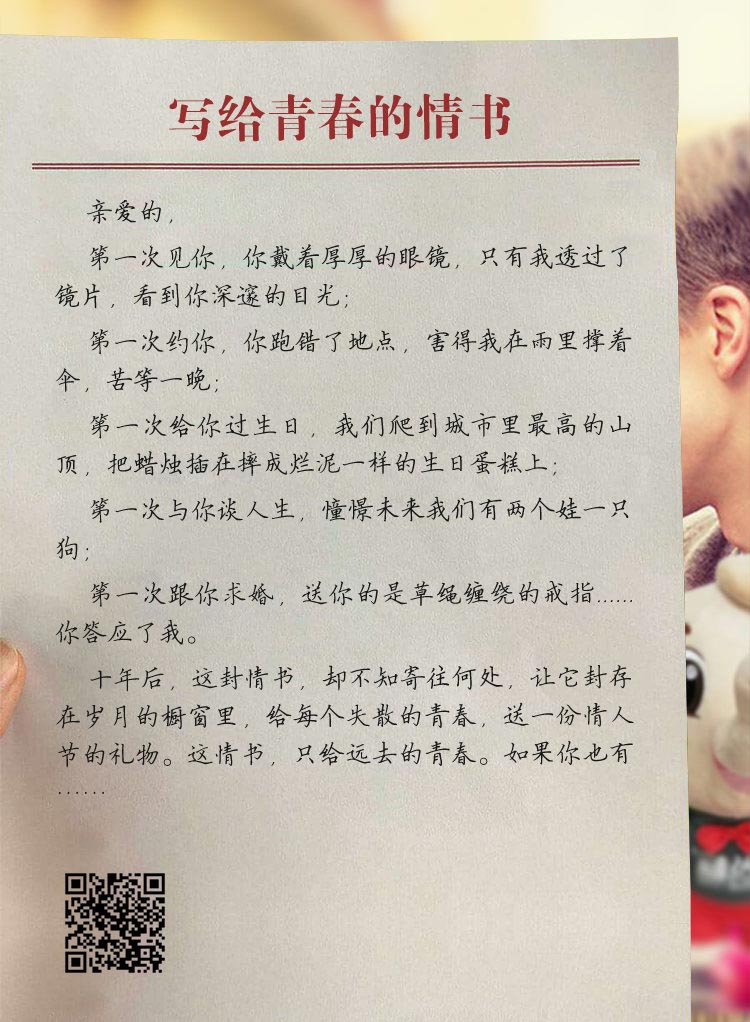 写给青春的情书
亲爱的，
第一次见你，你戴着厚厚的眼镜，只有我透过了
镜片，看到你深邃的目光；
第一次约你，你跑错了地点，害得我在雨里撑着
伞，苦等一晚；
第一次给你过生日，我们爬到城市里最高的山
顶，把蜡烛插在摔成烂泥一样的生日蛋糕上；
第一次与你谈人生，憧憬未来我们有两个娃一只
狗；
第一次跟你求婚，送你的是草绳缠绕的戒指……
你答应了我。
十年后，这封情书，却不知寄往何处，让它封存
在岁月的橱窗里，给每个失散的青春，送一份情人
节的礼物。这情书，只给远去的青春。如果你也有
……